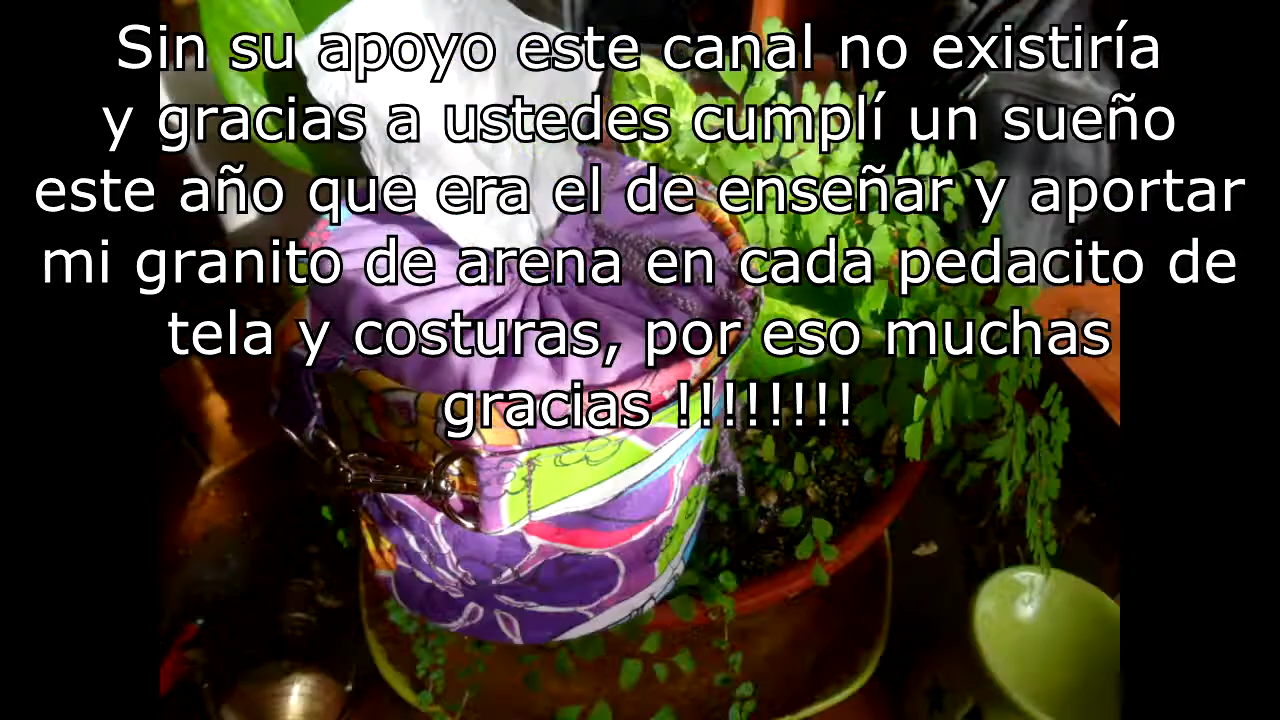 Sin su apoyo este canal no existiría
y gracias a ustedes cumplí un sueño
este año que era el de enseñar y aportar
mi granito de arena en cada pedacito de
tela y costuras, por eso muchas
gracias !!!!!!!!